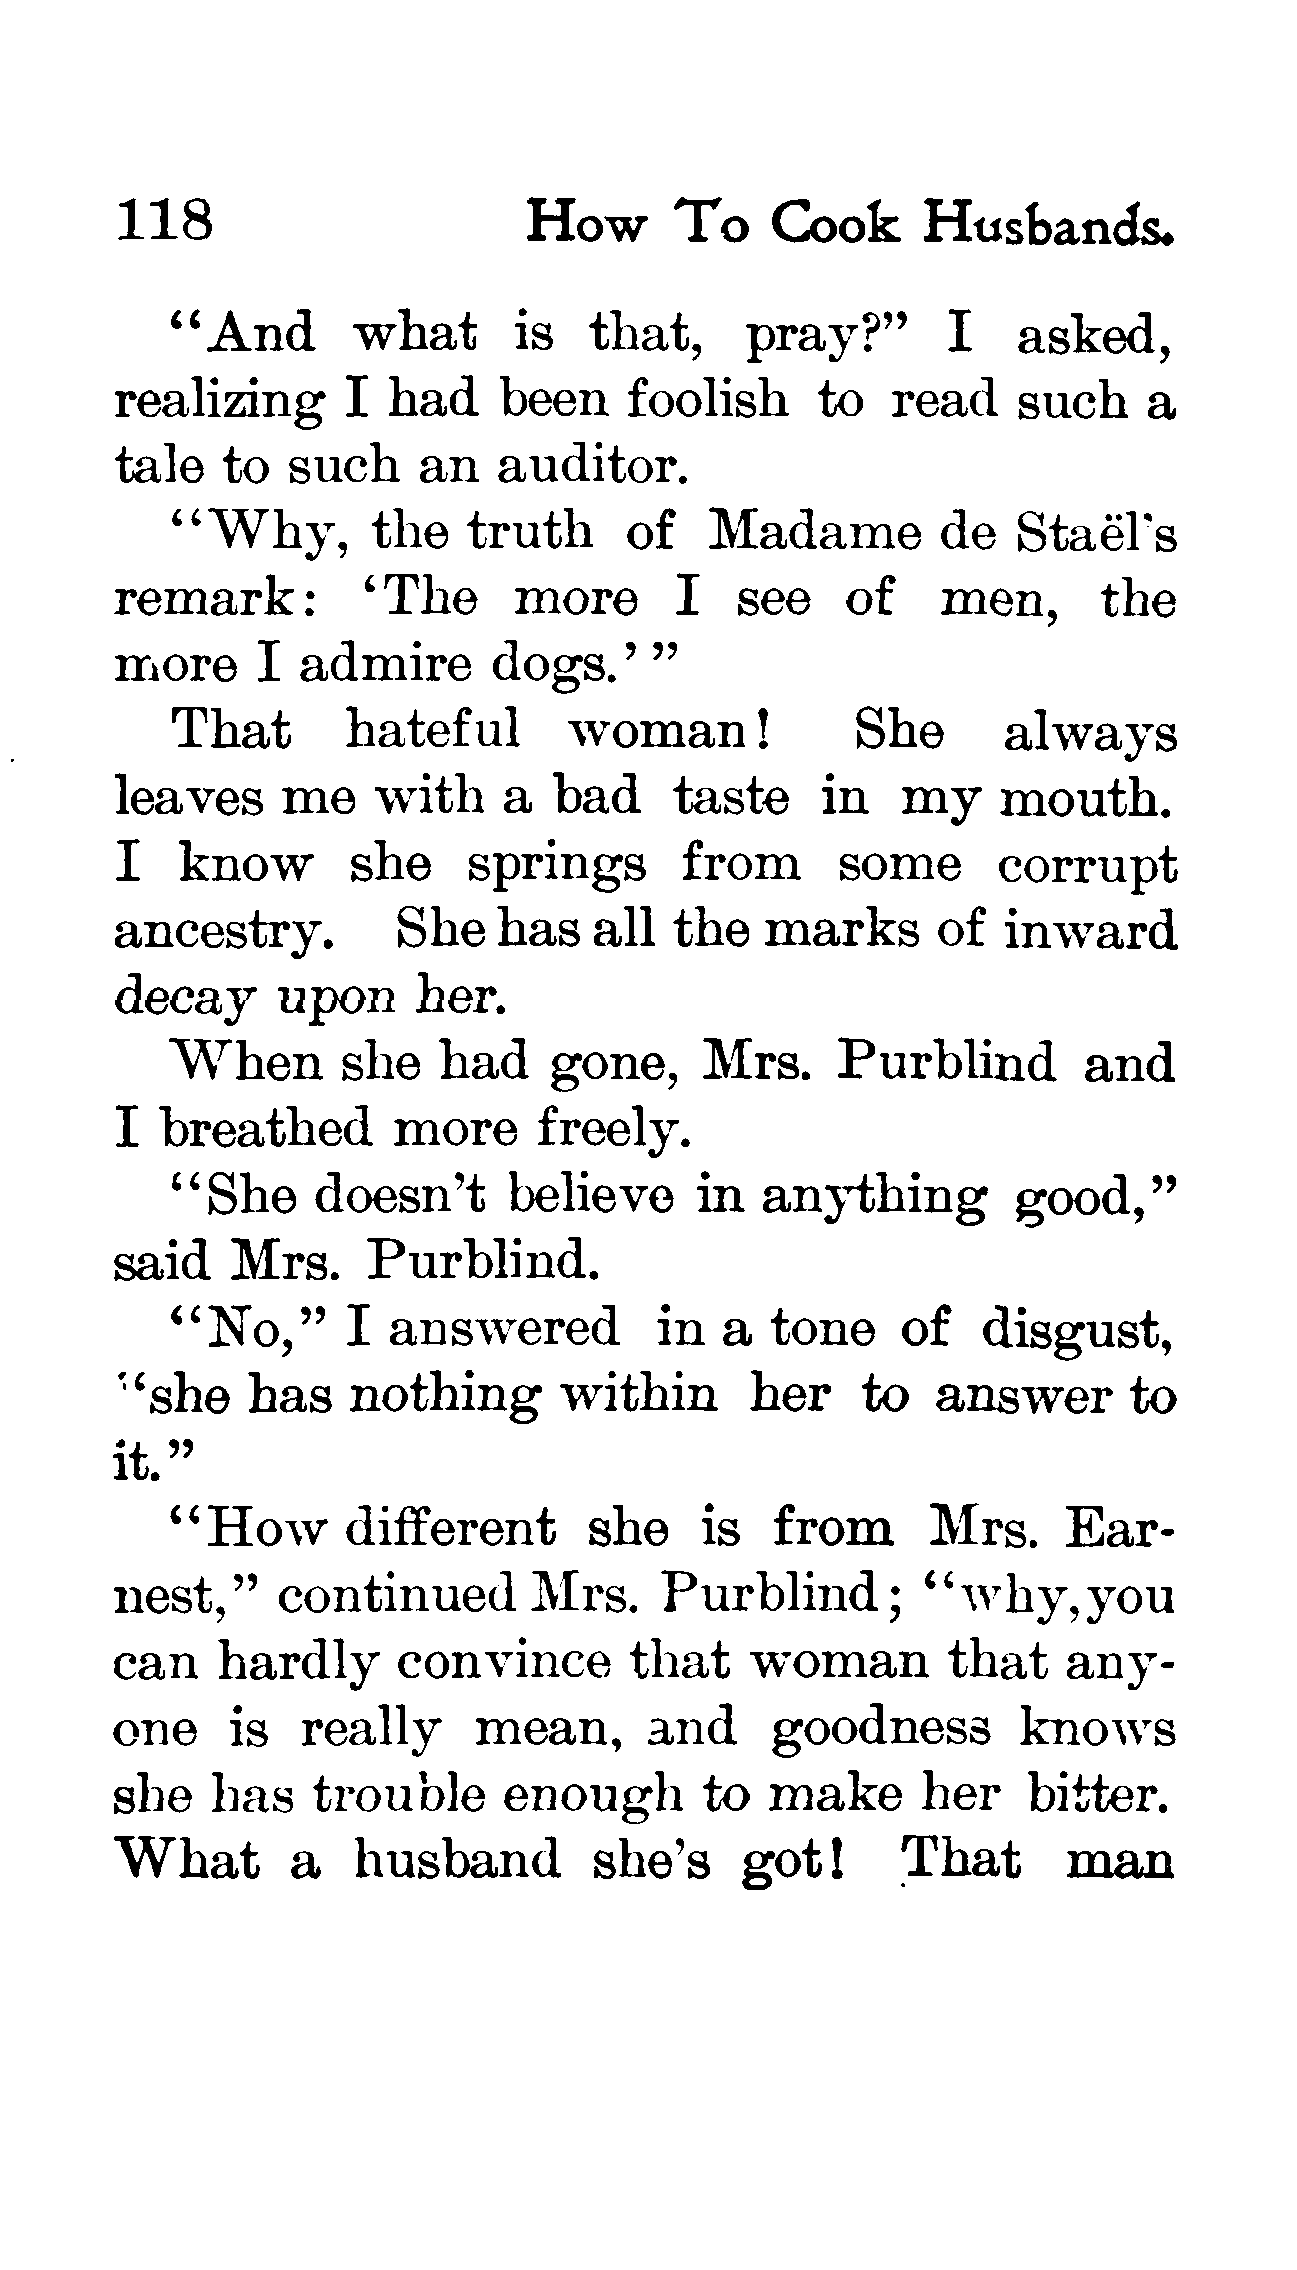 118 How To Cook Husbands.
"And what is that, pray?" I asked,
realizing I had been foolish to read such a
tale to such an auditor.
"Why, the truth of Madame de Staël's
remark: 'The more I see of men, the
more I admire dogs.'"
That hateful woman! She always
leaves me with a bad taste in my mouth.
I know she springs from some corrupt
ancestry. She has all the marks of inward
decay upon her.
When she had gone, Mrs. Purblind and
I breathed more freely.
"She doesn't believe in anything good,"
said Mrs. Purblind.
"No," I answered in a tone of disgust,
"she has nothing within her to answer to
it."
"How different she is from Mrs. Ear-
nest," continued Mrs. Purblind; "why, you
can hardly convince that woman that any-
one is really mean, and goodness knows
she has trouble enough to make her bitter.
What a husband she's got! That man